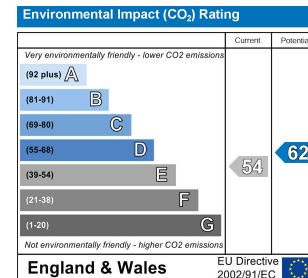 Environmental Impact (CO₂) Rating
Current Potentia
Very environmentally friendly - lower CO2 emissions
(92 plus) A
(81-91) B
(69-80) C
(55-68) D
62
(39-54) E
54
(21-38) F
(1-20) G
Not environmentally friendly - higher CO2 emissions
England & Wales
EU Directive
2002/91/EC